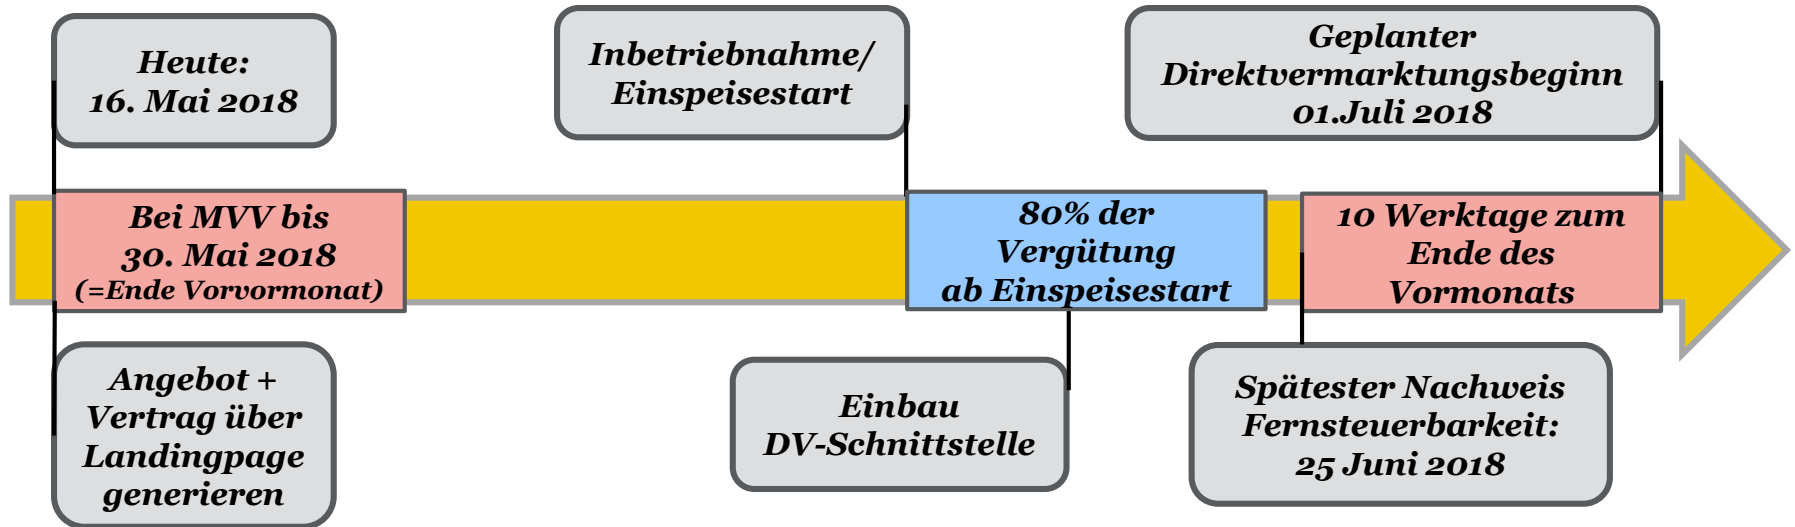 Heute:
16. Mai 2018
Inbetriebnahme/
Einspeisestart
Geplanter
Direktvermarktungsbeginn
01.Juli 2018
Bei MVV bis
30. Mai 2018
(=Ende Vorvormonat)
80% der
Vergütung
ab Einspeisestart
10 Werktage zum
Ende des
Vormonats
Angebot +
Vertrag über
Landingpage
generieren
Einbau
DV-Schnittstelle
Spätester Nachweis
Fernsteuerbarkeit:
25 Juni 2018